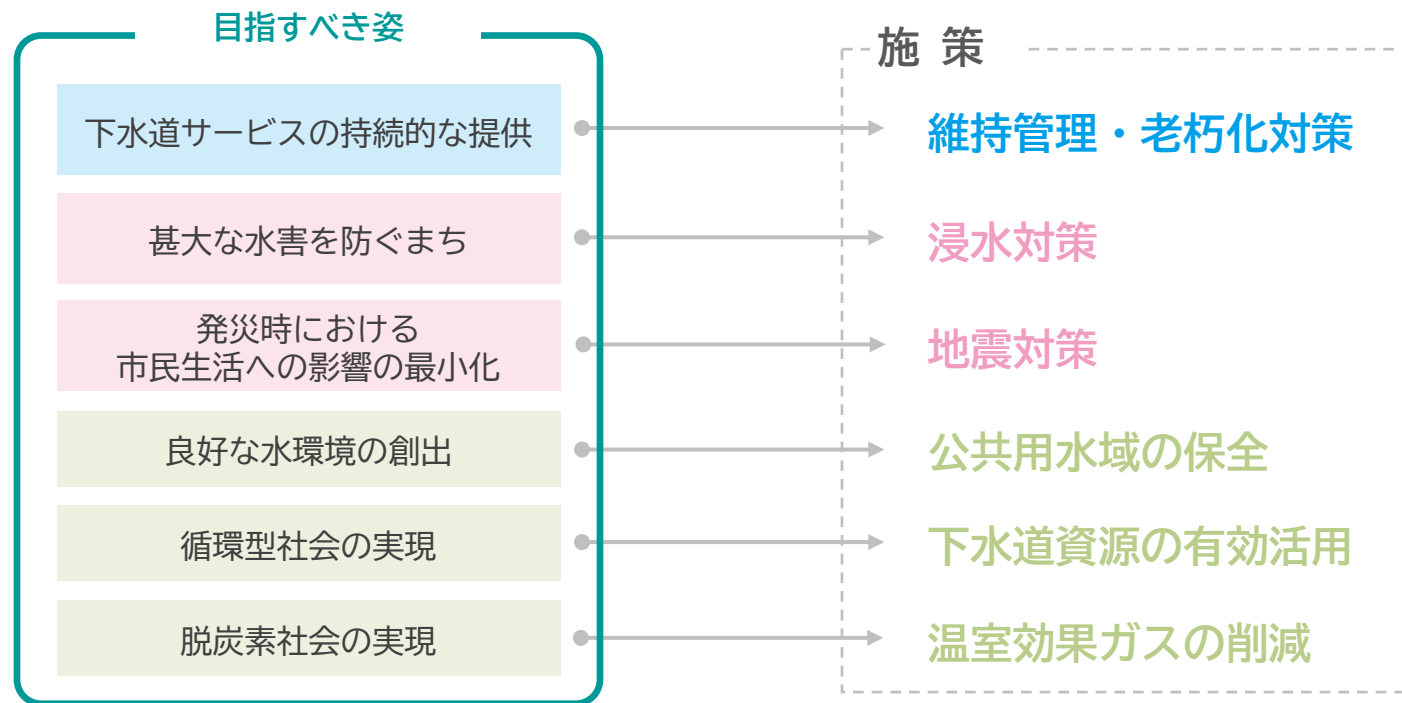 目指すべき姿
施 策
下水道サービスの持続的な提供
維持管理・老朽化対策
甚大な水害を防ぐまち
浸水対策
発災時における
市民生活への影響の最小化
地震対策
良好な水環境の創出
公共用水域の保全
循環型社会の実現
下水道資源の有効活用
脱炭素社会の実現
温室効果ガスの削減